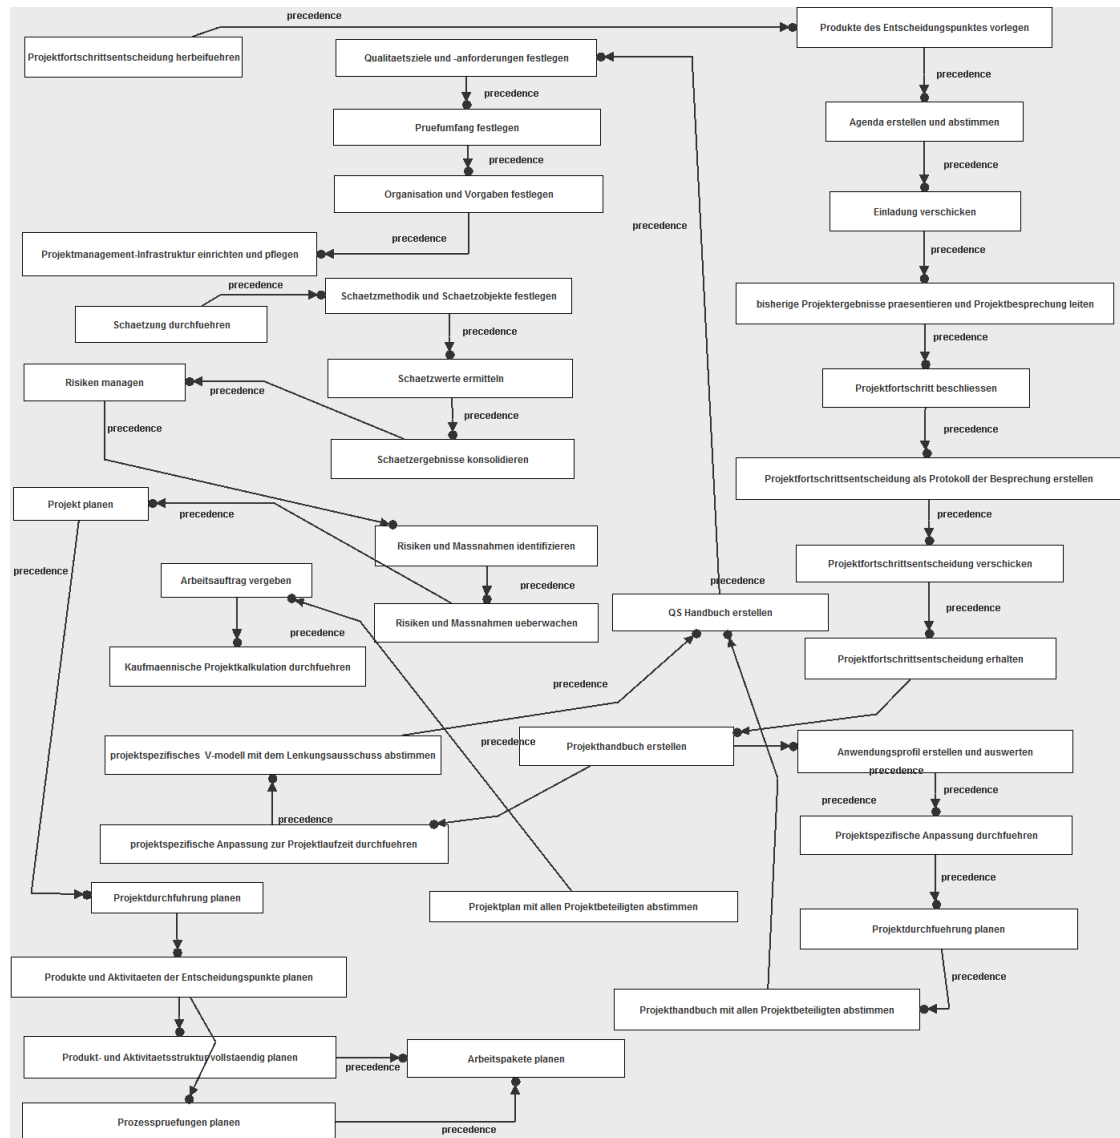 precedence
Produkte des Entscheidungspunktes vorlegen
Projektfortschrittsentscheidung herbeifuehren
Qualitaetsziele und -anforderungen festlegen
precedence
precedence
Agenda erstellen und abstimmen
Pruefumfang festlegen
precedence
precedence
Organisation und Vorgaben festlegen
Einladung verschicken
precedence
precedence
precedence
Projektmanagement-Infrastruktur einrichten und pflegen
precedence
Schaetzmethodik und Schaetzobjekte festlegen
bisherige Projektergebnisse praesentieren und Projektbesprechung leiten
Schaetzung durchfuehren
precedence
precedence
Schaetzwerte ermitteln
Risiken managen
precedence
Projektfortschritt beschliessen
precedence
precedence
precedence
Schaetzergebnisse konsolidieren
Projektfortschrittsentscheidung als Protokoll der Besprechung erstellen
Projekt planen
precedence
precedence
Risiken und Massnahmen identifizieren
Projektfortschrittsentscheidung verschicken
precedence
Arbeitsauftrag vergeben
precedence
precedence
precedence
Risiken und Massnahmen ueberwachen
QS Handbuch erstellen
precedence
Kaufmaennische Projektkalkulation durchfuehren
Projektfortschrittsentscheidung erhalten
precedence
precedence
precedence
projektspezifisches V-modell mit dem Lenkungsausschuss abstimmen
Projekthandbuch erstellen
Anwendungsprofil erstellen und auswerten
precedence
precedence
precedence
precedence
projektspezifische Anpassung zur Projektlaufzeit durchfuehren
Projektspezifische Anpassung durchfuehren
precedence
Projektdurchfuhrung planen
Projektplan mit allen Projektbeteiligten abstimmen
Projektdurchfuehrung planen
Produkte und Aktivitaeten der Entscheidungspunkte planen
precedence
Projekthandbuch mit allen Projektbeteiligten abstimmen
Produkt- und Aktivitaetsstruktur vollstaendig planen
precedence
Arbeitspakete planen
Prozesspruefungen planen
precedence